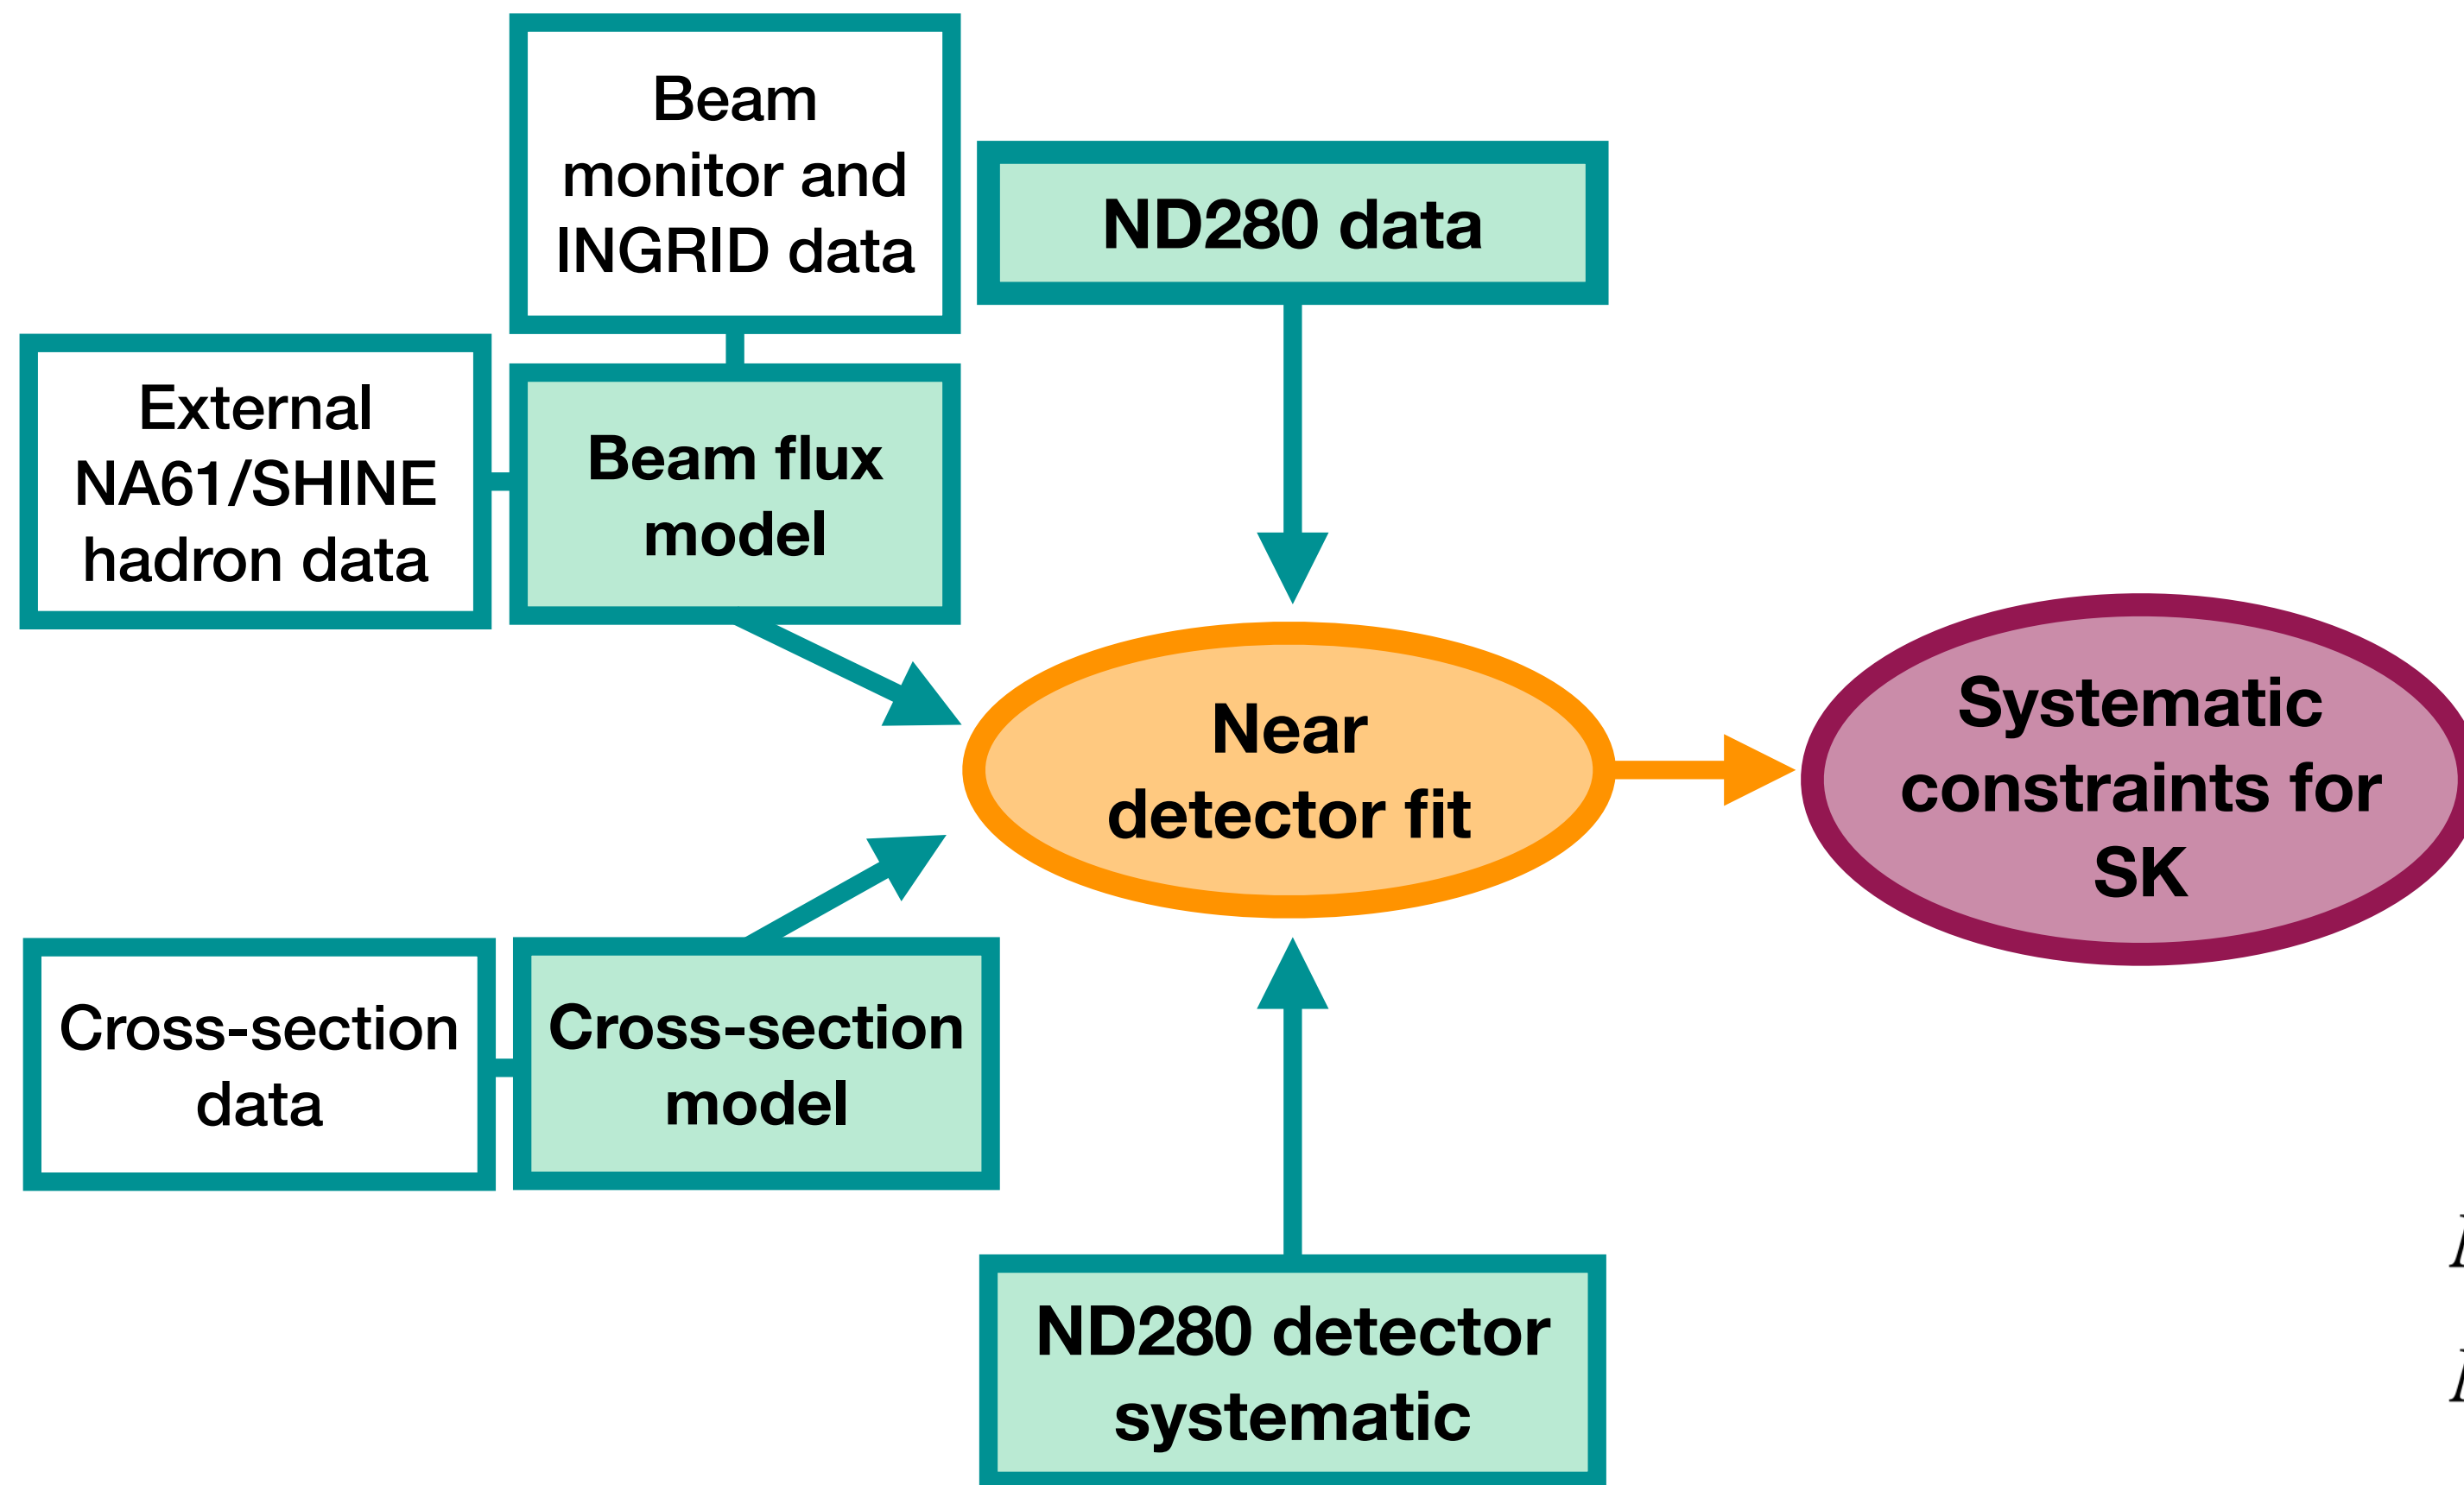 Beam
monitor and
INGRID data
ND280 data
External
NA61/SHINE
hadron data
Beam flux
model
Near
detector fit
Systematic
constraints for
SK
Cross-section
data
Cross-section
model
ND280 detector
systematic